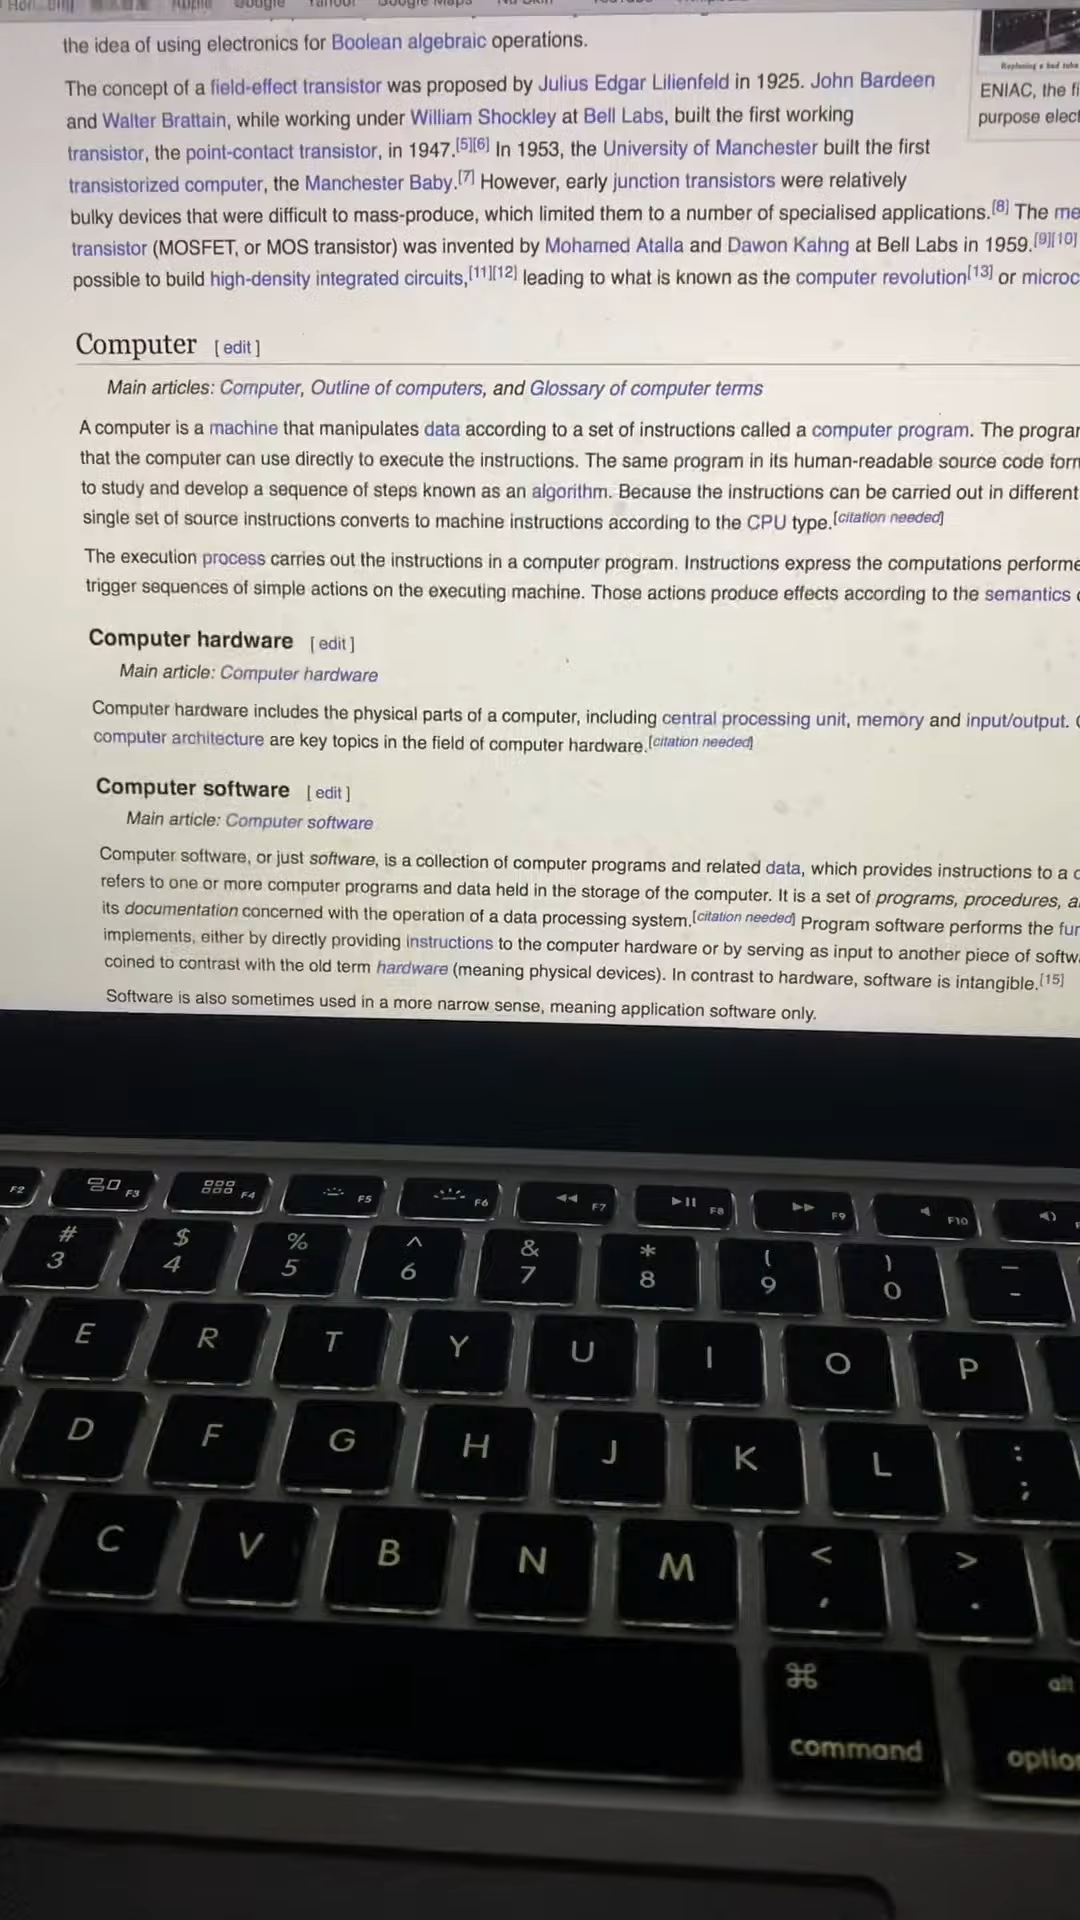 Apple Google Yahoo! Google Maps
the idea of using electronics for Boolean algebraic operations.
Replacing a bad tube
ENIAC, the fi
purpose elect
The concept of a field-effect transistor was proposed by Julius Edgar Lilienfeld in 1925. John Bardeen
and Walter Brattain, while working under William Shockley at Bell Labs, built the first working
transistor, the point-contact transistor, in 1947.[5][6] In 1953, the University of Manchester built the first
transistorized computer, the Manchester Baby.[7] However, early junction transistors were relatively
bulky devices that were difficult to mass-produce, which limited them to a number of specialised applications.[8] The me
transistor (MOSFET, or MOS transistor) was invented by Mohamed Atalla and Dawon Kahng at Bell Labs in 1959.[9][10]
possible to build high-density integrated circuits,[11][12] leading to what is known as the computer revolution[13] or microc
Computer [ edit ]
Main articles: Computer, Outline of computers, and Glossary of computer terms
A computer is a machine that manipulates data according to a set of instructions called a computer program. The progra
that the computer can use directly to execute the instructions. The same program in its human-readable source code for
to study and develop a sequence of steps known as an algorithm. Because the instructions can be carried out in different
single set of source instructions converts to machine instructions according to the CPU type.[citation needed]
The execution process carries out the instructions in a computer program. Instructions express the computations performe
trigger sequences of simple actions on the executing machine. Those actions produce effects according to the semantics
Computer hardware [ edit ]
Main article: Computer hardware
Computer hardware includes the physical parts of a computer, including central processing unit, memory and input/output.
computer architecture are key topics in the field of computer hardware.[citation needed]
Computer software [ edit ]
Main article: Computer software
Computer software, or just software, is a collection of computer programs and related data, which provides instructions to a c
refers to one or more computer programs and data held in the storage of the computer. It is a set of programs, procedures, a
its documentation concerned with the operation of a data processing system.[citation needed] Program software performs the fun
implements, either by directly providing instructions to the computer hardware or by serving as input to another piece of softw
coined to contrast with the old term hardware (meaning physical devices). In contrast to hardware, software is intangible.[15]
Software is also sometimes used in a more narrow sense, meaning application software only.
F2 F3 F4 F5 F6 F7 F8 F9 F10
# $ % ^ & * ( ) —
3 4 5 6 7 8 9 0 -
E R T Y U I O P
D F G H J K L : ;
C V B N M < , > .
⌘ alt
command optio